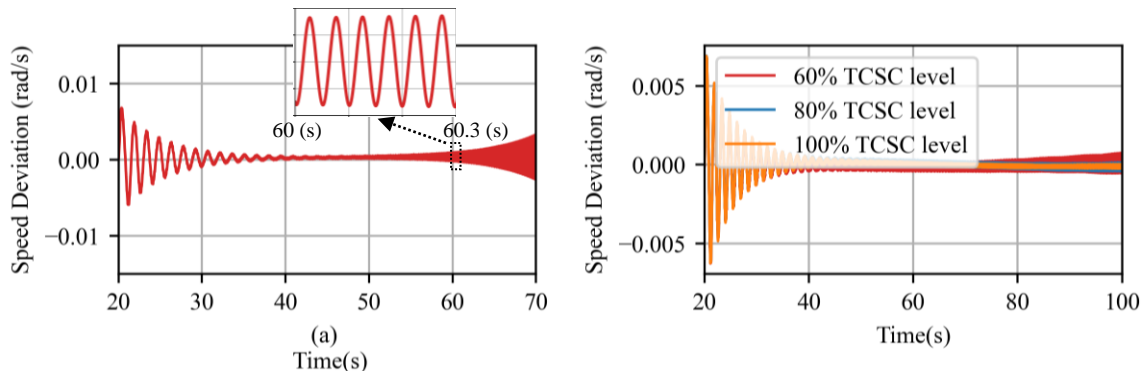 60 (s)
60.3 (s)
Speed Deviation (rad/s)
0.01
0.00
−0.01
20
30
40
50
60
70
(a)
Time(s)
Speed Deviation (rad/s)
0.005
0.000
−0.005
60% TCSC level
80% TCSC level
100% TCSC level
20
40
60
80
100
Time(s)